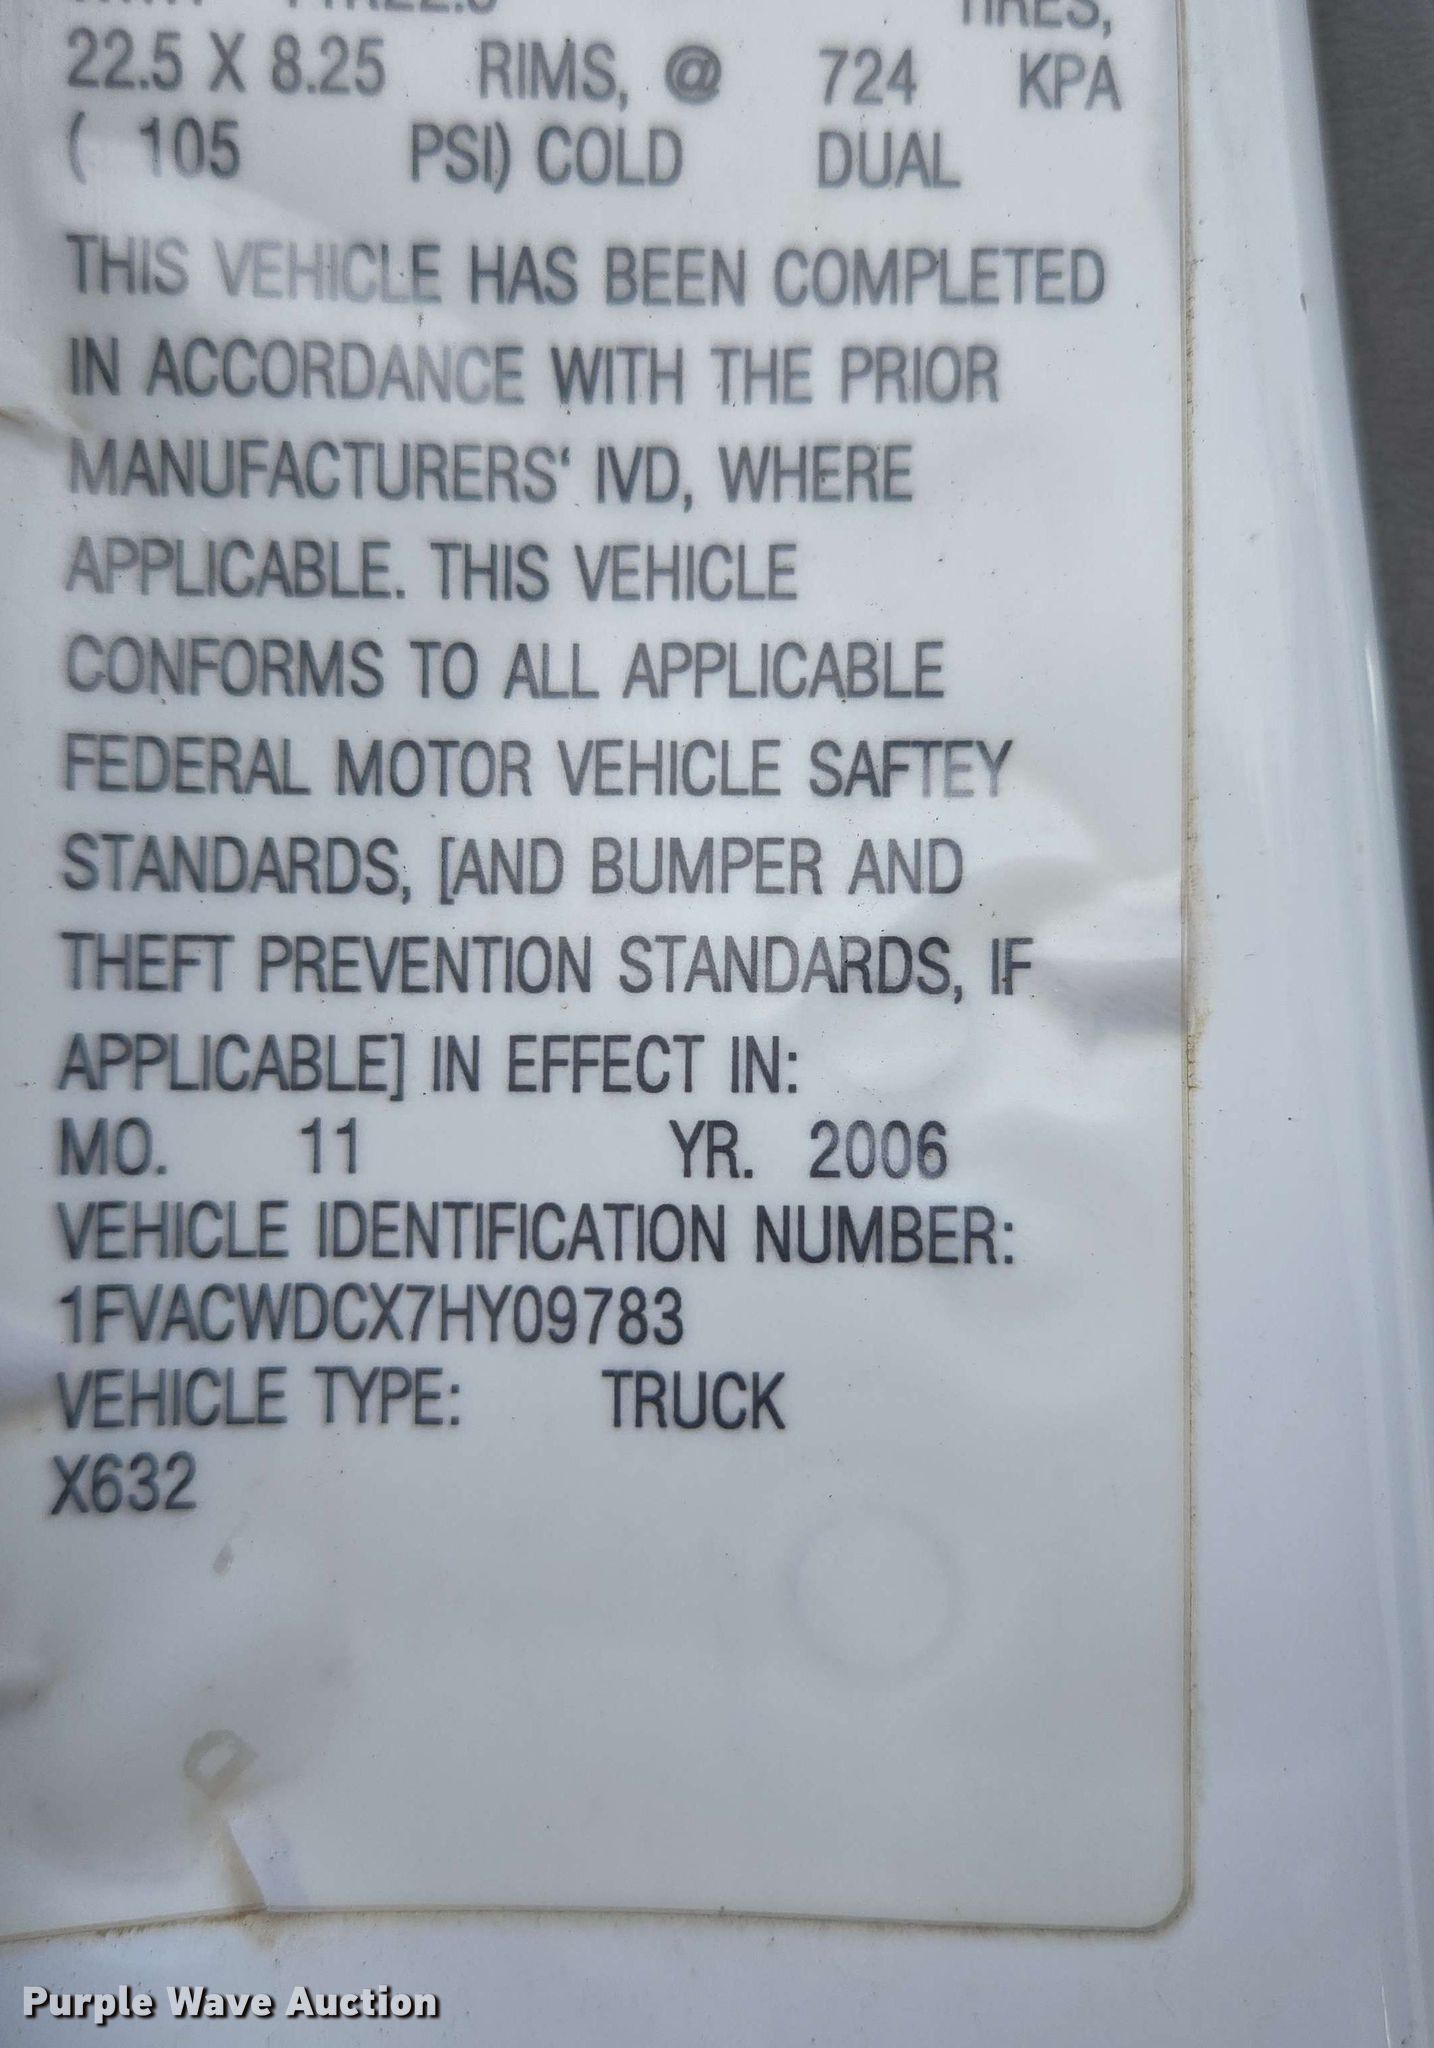 TIRES,
22.5 X 8.25 RIMS, @ 724 KPA
( 105 PSI) COLD DUAL
THIS VEHICLE HAS BEEN COMPLETED
IN ACCORDANCE WITH THE PRIOR
MANUFACTURERS‘ IVD, WHERE
APPLICABLE. THIS VEHICLE
CONFORMS TO ALL APPLICABLE
FEDERAL MOTOR VEHICLE SAFTEY
STANDARDS, [AND BUMPER AND
THEFT PREVENTION STANDARDS, IF
APPLICABLE] IN EFFECT IN:
MO. 11 YR. 2006
VEHICLE IDENTIFICATION NUMBER:
1FVACWDCX7HY09783
VEHICLE TYPE: TRUCK
X632
Purple Wave Auction